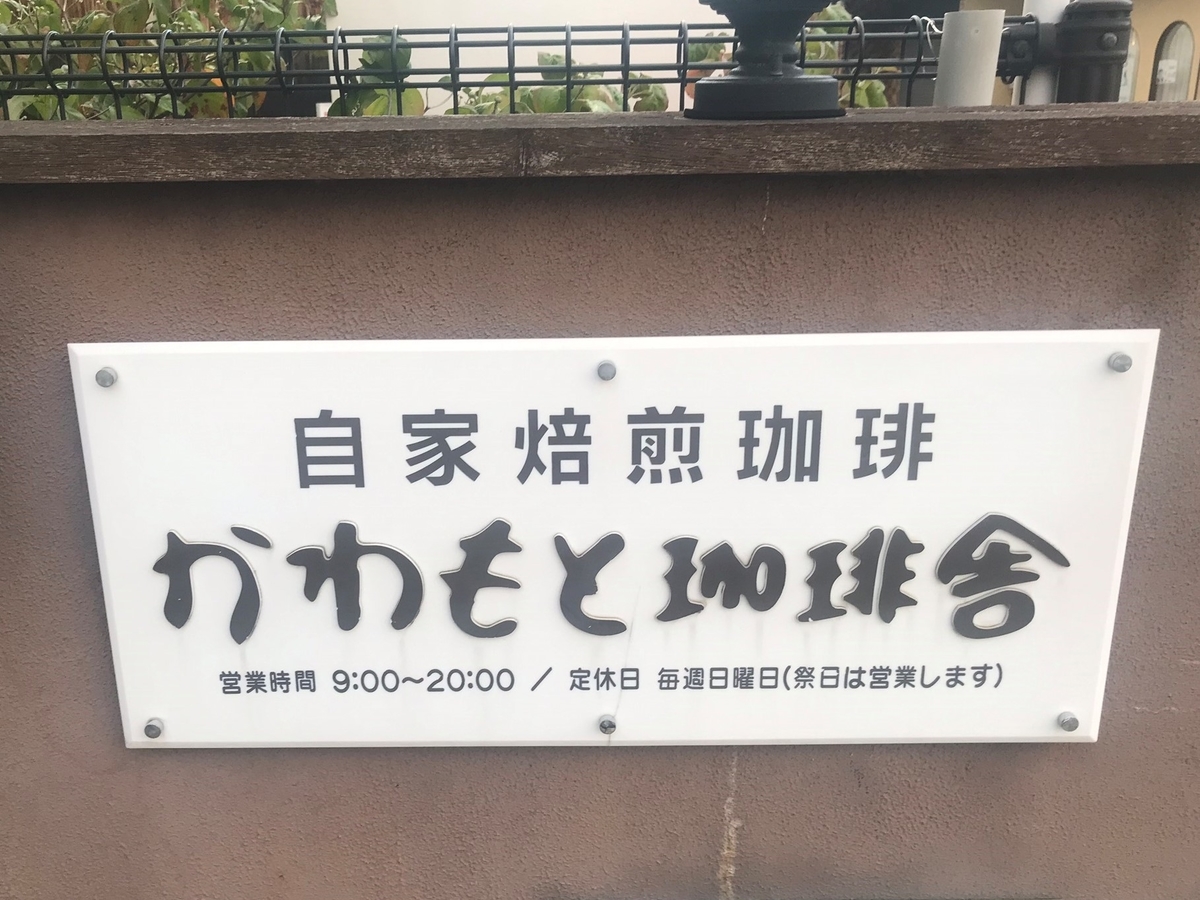 自家焙煎珈琲
かわもと珈琲舎
営業時間 9:00～20:00 / 定休日 毎週日曜日(祭日は営業します)